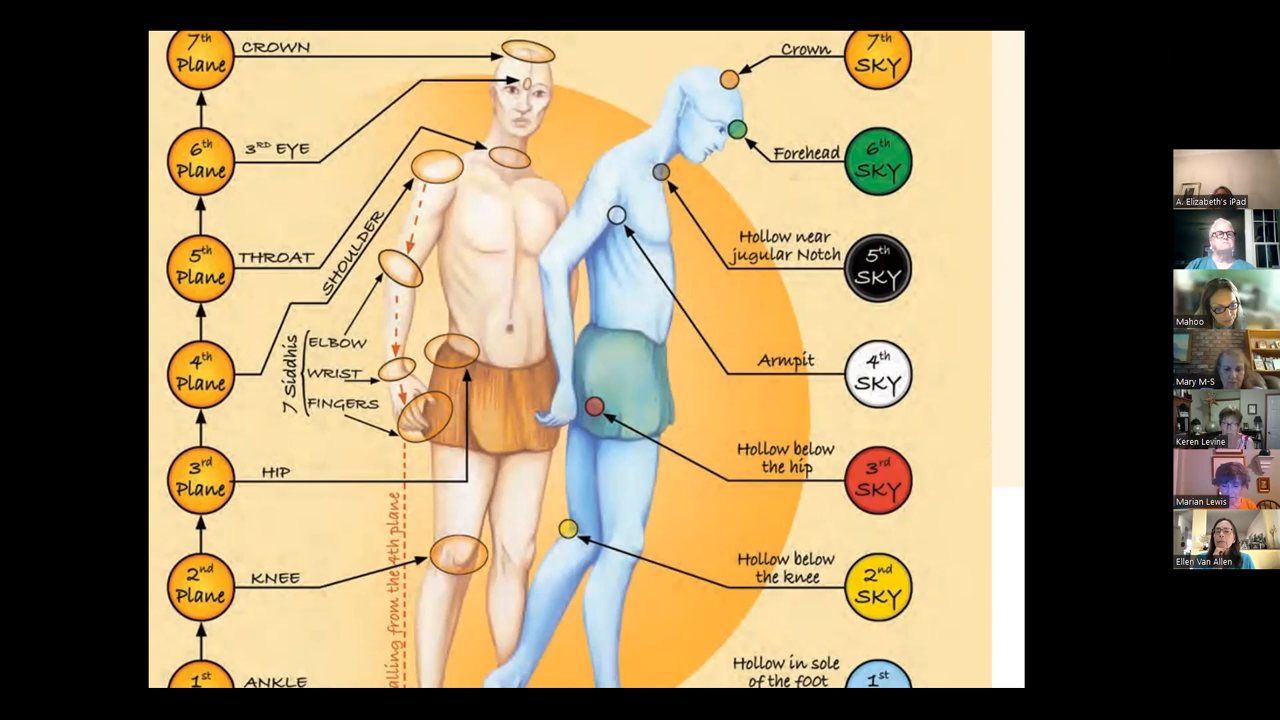 7th
Plane
CROWN
Crown
7th
SKY
6th
Plane
3RD EYE
Forehead
6th
SKY
5th
Plane
THROAT
SHOULDER
Hollow near
jugular Notch
5th
SKY
4th
Plane
7 Siddhis
ELBOW
WRIST
FINGERS
Armpit
4th
SKY
3rd
Plane
HIP
Hollow below
the hip
3rd
SKY
2nd
Plane
KNEE
alling from the 4th plane
Hollow below
the knee
2nd
SKY
1st
ANKLE
Hollow in sole
of the foot
1st
A. Elizabeth's iPad
Mahoo
Mary M-S
Keren Levine
Marian Lewis
Ellen Van Allen